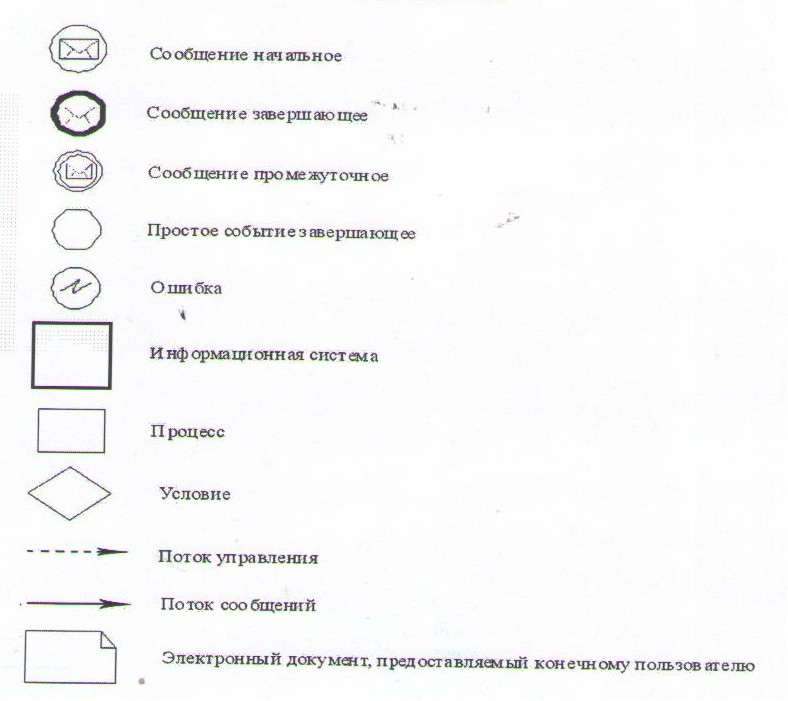 Сообщение начальное
Сообщение завершающее
Сообщение промежуточное
Простое событие завершающее
Ошибка
Информационная система
Процесс
Условие
Поток управления
Поток сообщений
Электронный документ, предоставляемый конечному пользователю